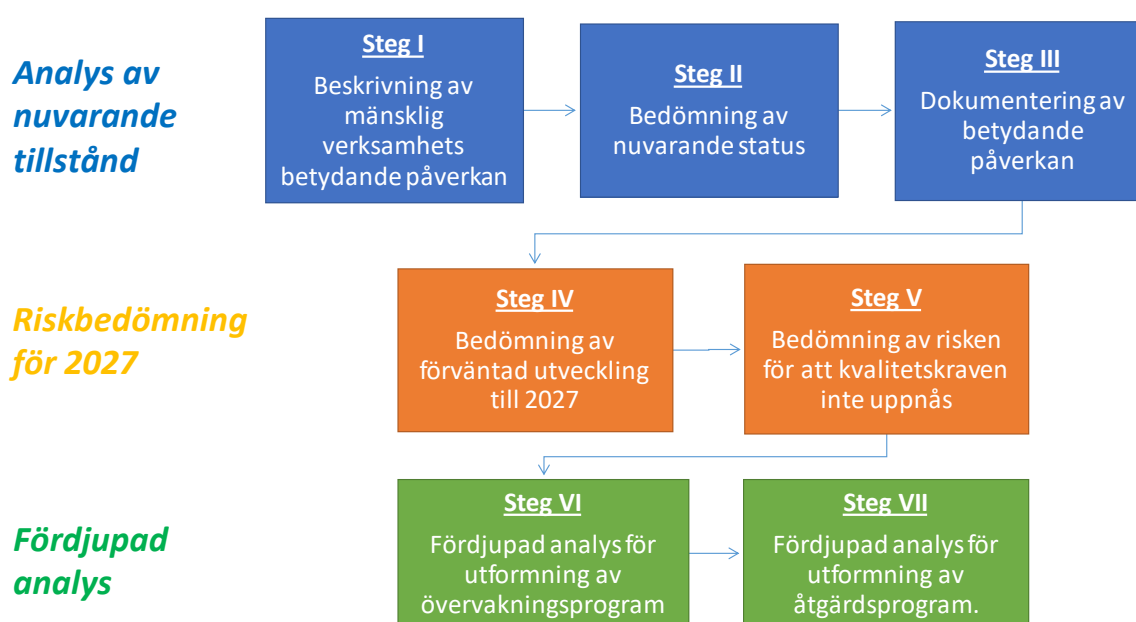 Analys av
nuvarande
tillstånd
Steg I
Beskrivning av
mänsklig
verksamhets
betydande påverkan
Steg II
Bedömning av
nuvarande status
Steg III
Dokumentering av
betydande
påverkan
Riskbedömning
för 2027
Steg IV
Bedömning av
förväntad utveckling
till 2027
Steg V
Bedömning av risken
för att kvalitetskraven
inte uppnås
Fördjupad
analys
Steg VI
Fördjupad analys för
utformning av
övervakningsprogram
Steg VII
Fördjupad analys för
utformning av
åtgärdsprogram.